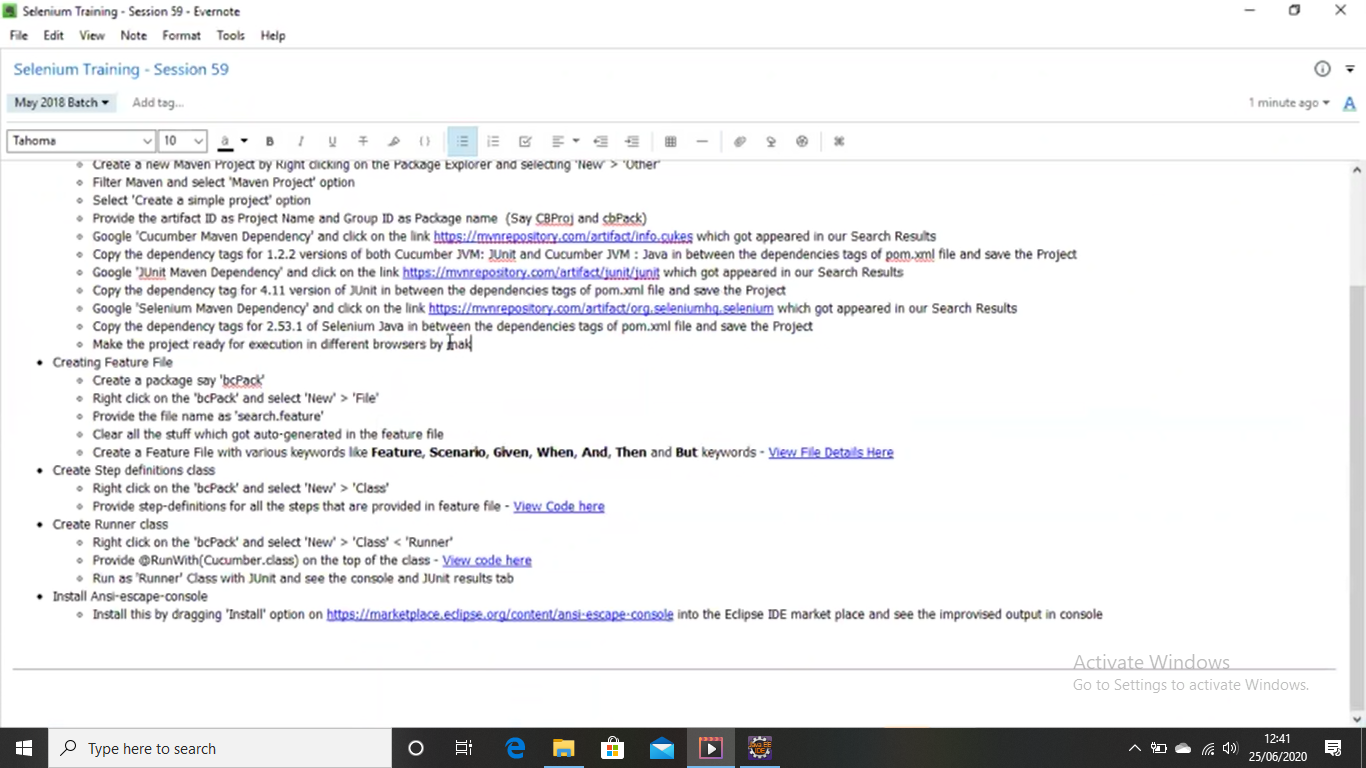 Selenium Training - Session 59 - Evernote
File Edit View Note Format Tools Help
Selenium Training - Session 59
May 2018 Batch Add tag... 1 minute ago
Tahoma 10
Create a new Maven Project by Right clicking on the Package Explorer and selecting 'New' > 'Other'
Filter Maven and select 'Maven Project' option
Select 'Create a simple project' option
Provide the artifact ID as Project Name and Group ID as Package name (Say CBProj and cbPack)
Google 'Cucumber Maven Dependency' and click on the link https://mvnrepository.com/artifact/info.cukes which got appeared in our Search Results
Copy the dependency tags for 1.2.2 versions of both Cucumber JVM: JUnit and Cucumber JVM : Java in between the dependencies tags of pom.xml file and save the Project
Google 'JUnit Maven Dependency' and click on the link https://mvnrepository.com/artifact/junit/junit which got appeared in our Search Results
Copy the dependency tag for 4.11 version of JUnit in between the dependencies tags of pom.xml file and save the Project
Google 'Selenium Maven Dependency' and click on the link https://mvnrepository.com/artifact/org.seleniumhq.selenium which got appeared in our Search Results
Copy the dependency tags for 2.53.1 of Selenium Java in between the dependencies tags of pom.xml file and save the Project
Make the project ready for execution in different browsers by mak
Creating Feature File
Create a package say 'bcPack'
Right click on the 'bcPack' and select 'New' > 'File'
Provide the file name as 'search.feature'
Clear all the stuff which got auto-generated in the feature file
Create a Feature File with various keywords like Feature, Scenario, Given, When, And, Then and But keywords - View File Details Here
Create Step definitions class
Right click on the 'bcPack' and select 'New' > 'Class'
Provide step-definitions for all the steps that are provided in feature file - View Code here
Create Runner class
Right click on the 'bcPack' and select 'New' > 'Class' < 'Runner'
Provide @RunWith(Cucumber.class) on the top of the class - View code here
Run as 'Runner' Class with JUnit and see the console and JUnit results tab
Install Ansi-escape-console
Install this by dragging 'Install' option on https://marketplace.eclipse.org/content/ansi-escape-console into the Eclipse IDE market place and see the improvised output in console
Activate Windows
Go to Settings to activate Windows.
Type here to search
12:41
25/06/2020